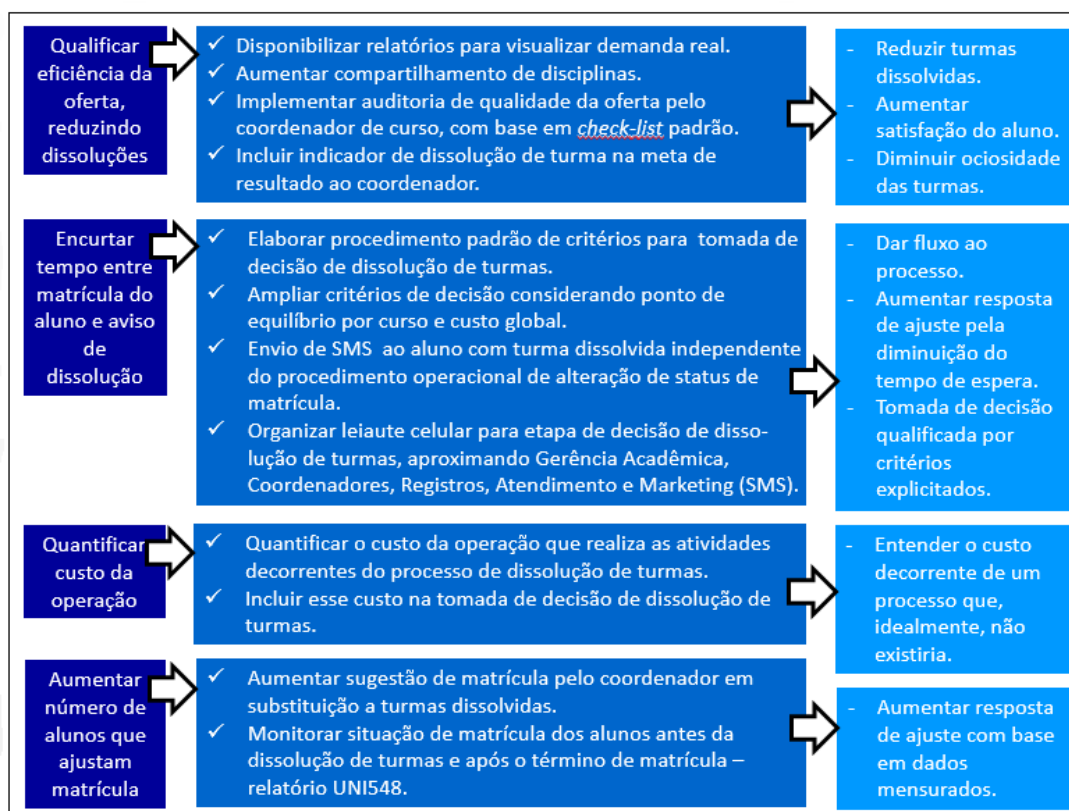 Qualificar
eficiência da
oferta,
reduzindo
dissoluções
✓ Disponibilizar relatórios para visualizar demanda real.
✓ Aumentar compartilhamento de disciplinas.
✓ Implementar auditoria de qualidade da oferta pelo
coordenador de curso, com base em check-list padrão.
✓ Incluir indicador de dissolução de turma na meta de
resultado ao coordenador.
- Reduzir turmas
dissolvidas.
- Aumentar
satisfação do aluno.
- Diminuir ociosidade
das turmas.
Encurtar
tempo entre
matrícula do
aluno e aviso
de
dissolução
✓ Elaborar procedimento padrão de critérios para tomada de
decisão de dissolução de turmas.
✓ Ampliar critérios de decisão considerando ponto de
equilíbrio por curso e custo global.
✓ Envio de SMS ao aluno com turma dissolvida independente
do procedimento operacional de alteração de status de
matrícula.
✓ Organizar leiaute celular para etapa de decisão de disso-
lução de turmas, aproximando Gerência Acadêmica,
Coordenadores, Registros, Atendimento e Marketing (SMS).
- Dar fluxo ao
processo.
- Aumentar resposta
de ajuste pela
diminuição do
tempo de espera.
- Tomada de decisão
qualificada por
critérios
explicitados.
Quantificar
custo da
operação
✓ Quantificar o custo da operação que realiza as atividades
decorrentes do processo de dissolução de turmas.
✓ Incluir esse custo na tomada de decisão de dissolução de
turmas.
- Entender o custo
decorrente de um
processo que,
idealmente, não
existiria.
Aumentar
número de
alunos que
ajustam
matrícula
✓ Aumentar sugestão de matrícula pelo coordenador em
substituição a turmas dissolvidas.
✓ Monitorar situação de matrícula dos alunos antes da
dissolução de turmas e após o término de matrícula –
relatório UNI548.
- Aumentar resposta
de ajuste com base
em dados
mensurados.